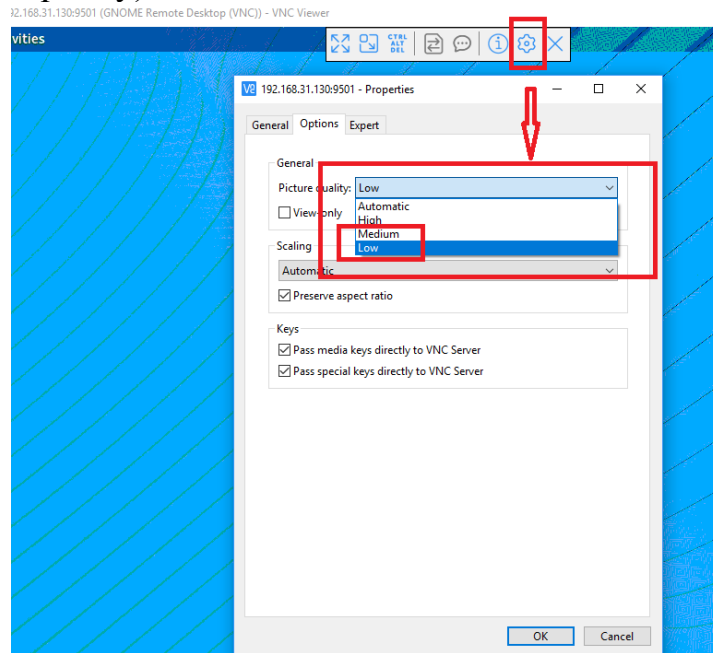 92.168.31.130:9501 (GNOME Remote Desktop (VNC)) - VNC Viewer
vities
CTRL
ALT
DEL
V2 192.168.31.130:9501 - Properties
General Options Expert
General
Picture quality: Low
Automatic
View-only
High
Medium
Low
Scaling
Automatic
Preserve aspect ratio
Keys
Pass media keys directly to VNC Server
Pass special keys directly to VNC Server
OK Cancel